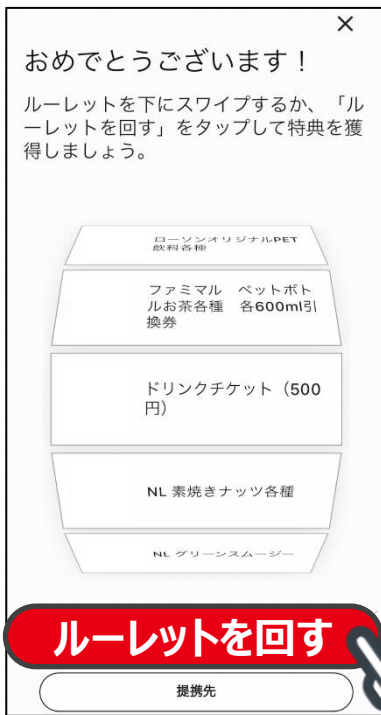 ×
おめでとうございます！
ルーレットを下にスワイプするか、「ル
ーレットを回す」をタップして特典を獲
得しましょう。
ローソンオリジナルPET
飲料各種
ファミマル　ペットボト
ルお茶各種　各600ml引
換券
ドリンクチケット（500
円）
NL 素焼きナッツ各種
NL グリーンスムージー
ルーレットを回す
提携先